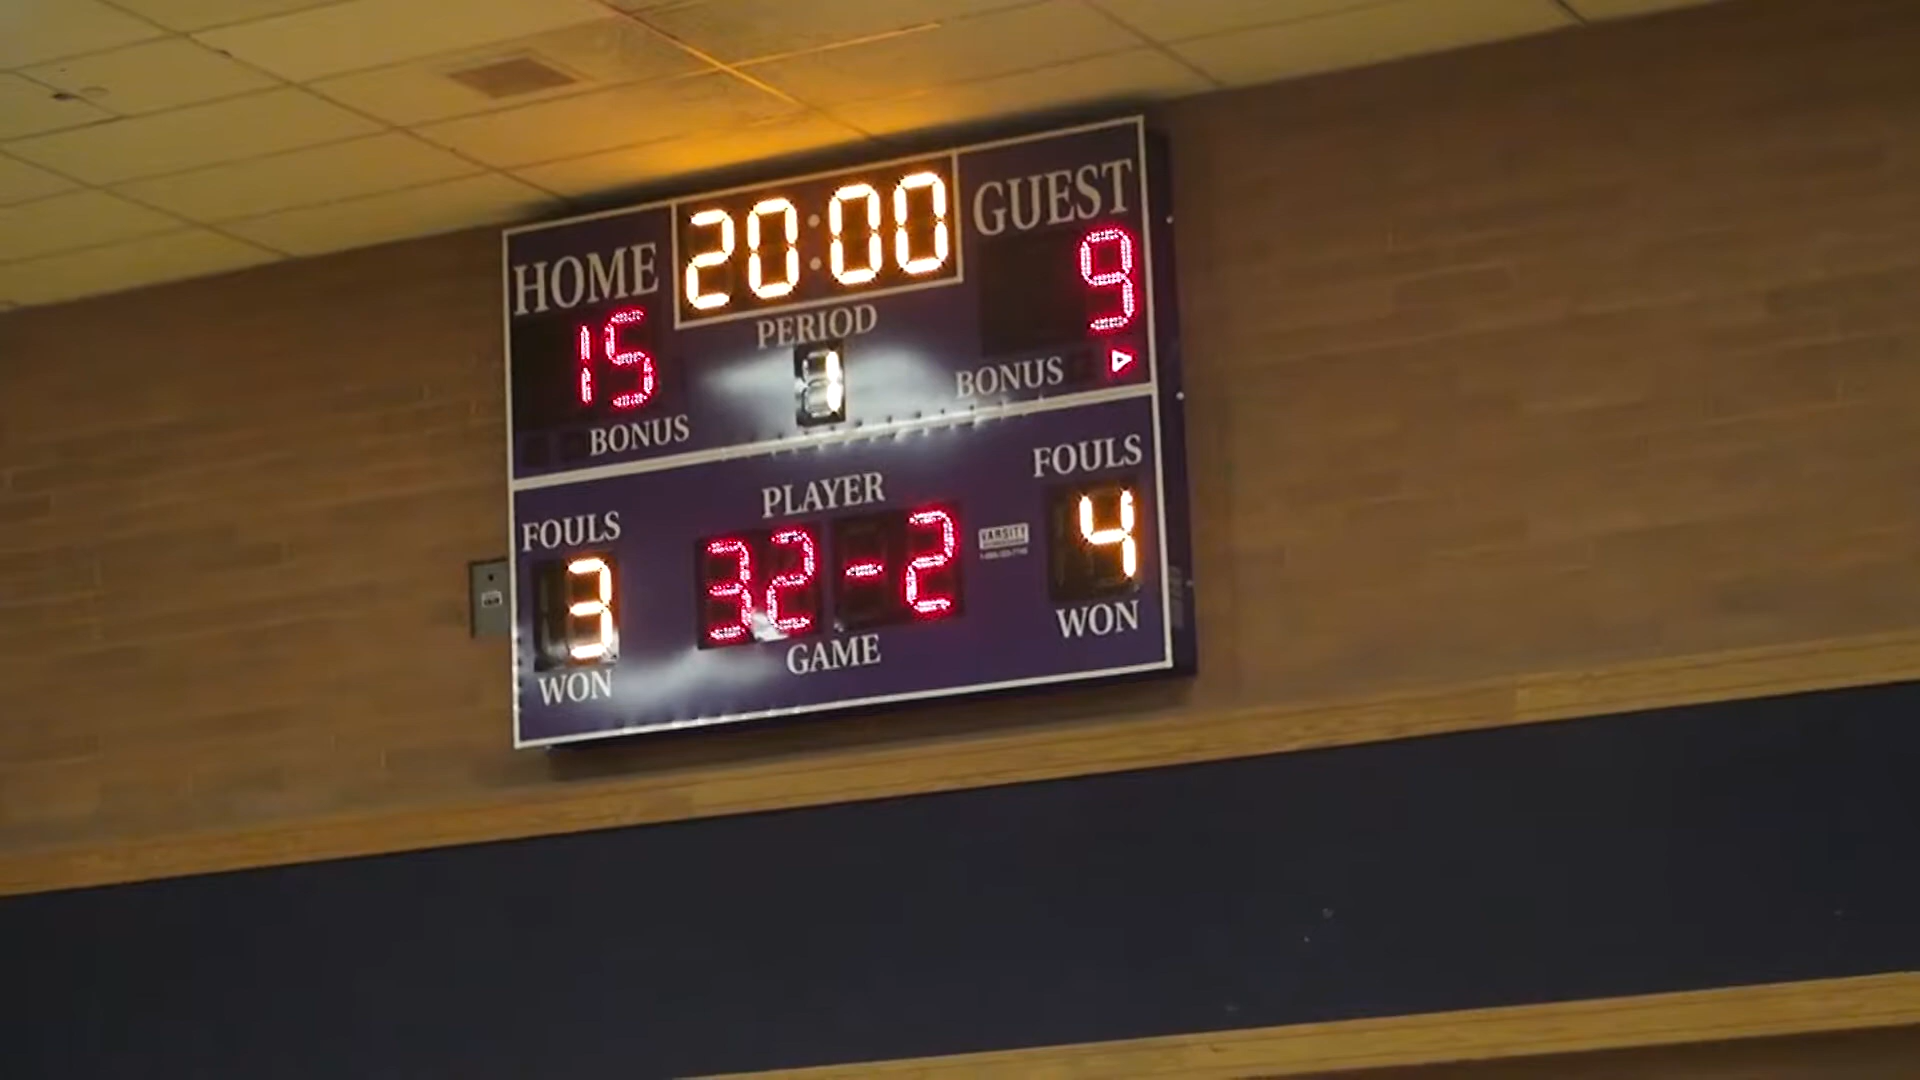 20:00
HOME
GUEST
15
9
PERIOD
1
BONUS
BONUS
PLAYER
FOULS
FOULS
32-2
3
4
VARSITY
GAME
WON
WON